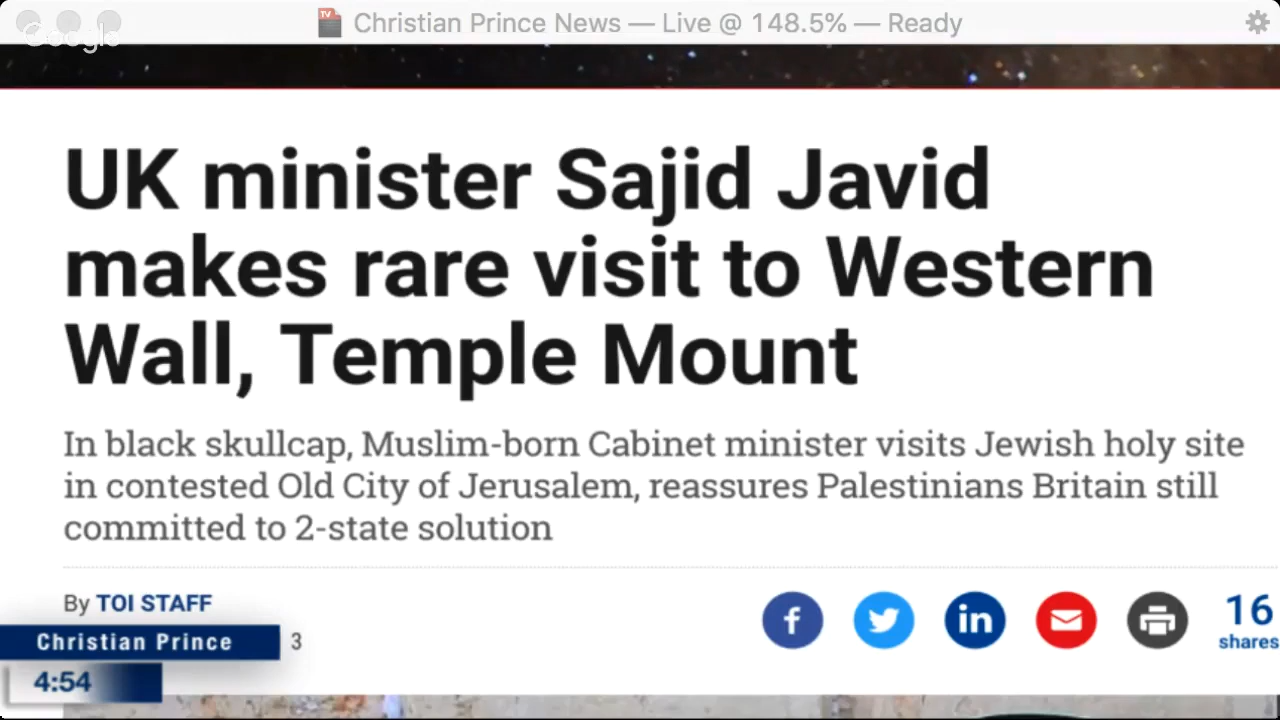 Christian Prince News — Live @ 148.5% — Ready
Google
UK minister Sajid Javid
makes rare visit to Western
Wall, Temple Mount
In black skullcap, Muslim-born Cabinet minister visits Jewish holy site
in contested Old City of Jerusalem, reassures Palestinians Britain still
committed to 2-state solution
By TOI STAFF
16
shares
Christian Prince
3
4:54